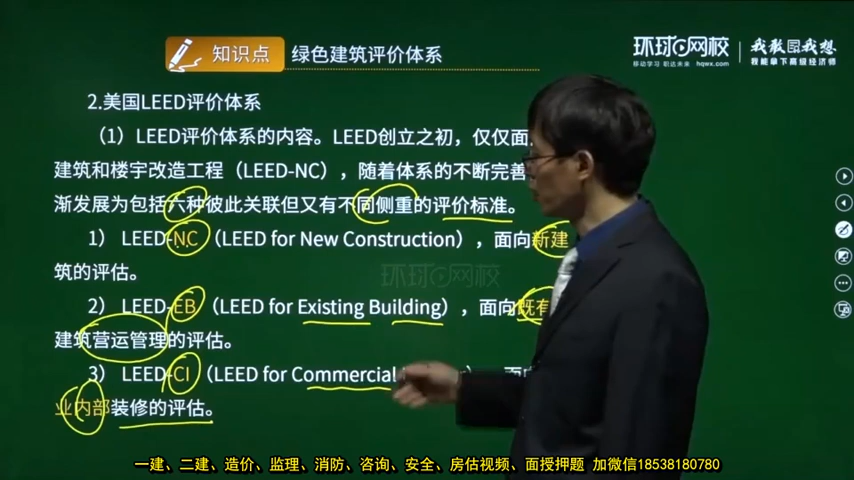 知识点 绿色建筑评价体系
环球网校 我敢我想
移动学习 职达未来 hqwx.com 我能拿下高级经济师
2.美国LEED评价体系
（1）LEED评价体系的内容。LEED创立之初，仅仅面
建筑和楼宇改造工程（LEED-NC），随着体系的不断完善
渐发展为包括六种彼此关联但又有不同侧重的评价标准。
1） LEED-NC（LEED for New Construction），面向新建
筑的评估。
环球网校
2） LEED-EB（LEED for Existing Building），面向既有
建筑营运管理的评估。
3） LEED-CI（LEED for Commercial
业内部装修的评估。
一建、二建、造价、监理、消防、咨询、安全、房估视频、面授押题 加微信18538180780